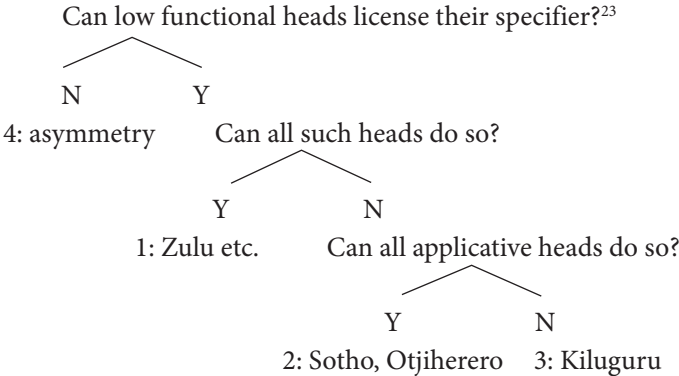 Can low functional heads license their specifier?²³
N Y
4: asymmetry Can all such heads do so?
Y N
1: Zulu etc. Can all applicative heads do so?
Y N
2: Sotho, Otjiherero 3: Kiluguru